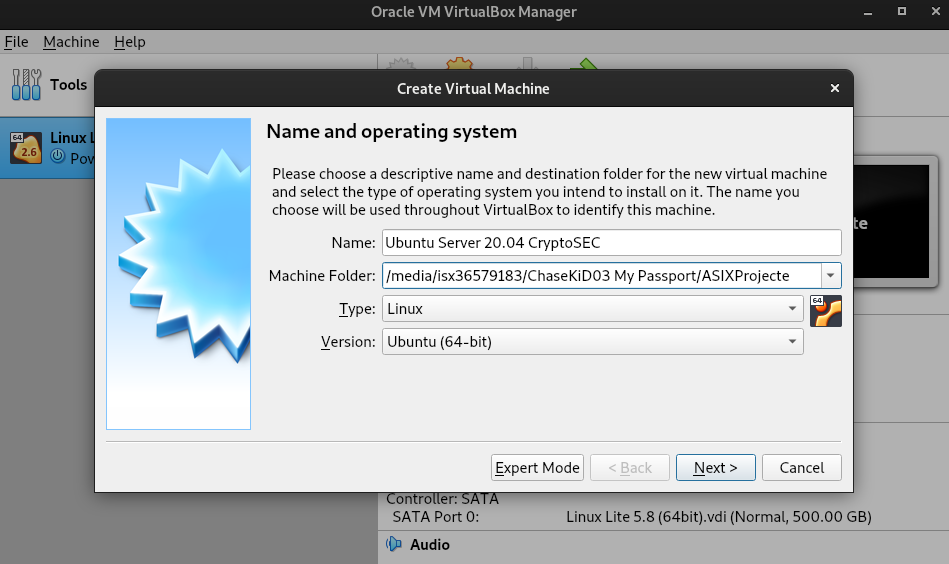 Oracle VM VirtualBox Manager
File Machine Help
Tools
Create Virtual Machine
64
2.6
Linux L
Pow
Name and operating system
Please choose a descriptive name and destination folder for the new virtual machine
and select the type of operating system you intend to install on it. The name you
choose will be used throughout VirtualBox to identify this machine.
Name: Ubuntu Server 20.04 CryptoSEC
Machine Folder: /media/isx36579183/ChaseKiD03 My Passport/ASIXProjecte
Type: Linux
64
Version: Ubuntu (64-bit)
te
Expert Mode < Back Next > Cancel
Controller: SATA
SATA Port 0: Linux Lite 5.8 (64bit).vdi (Normal, 500.00 GB)
Audio